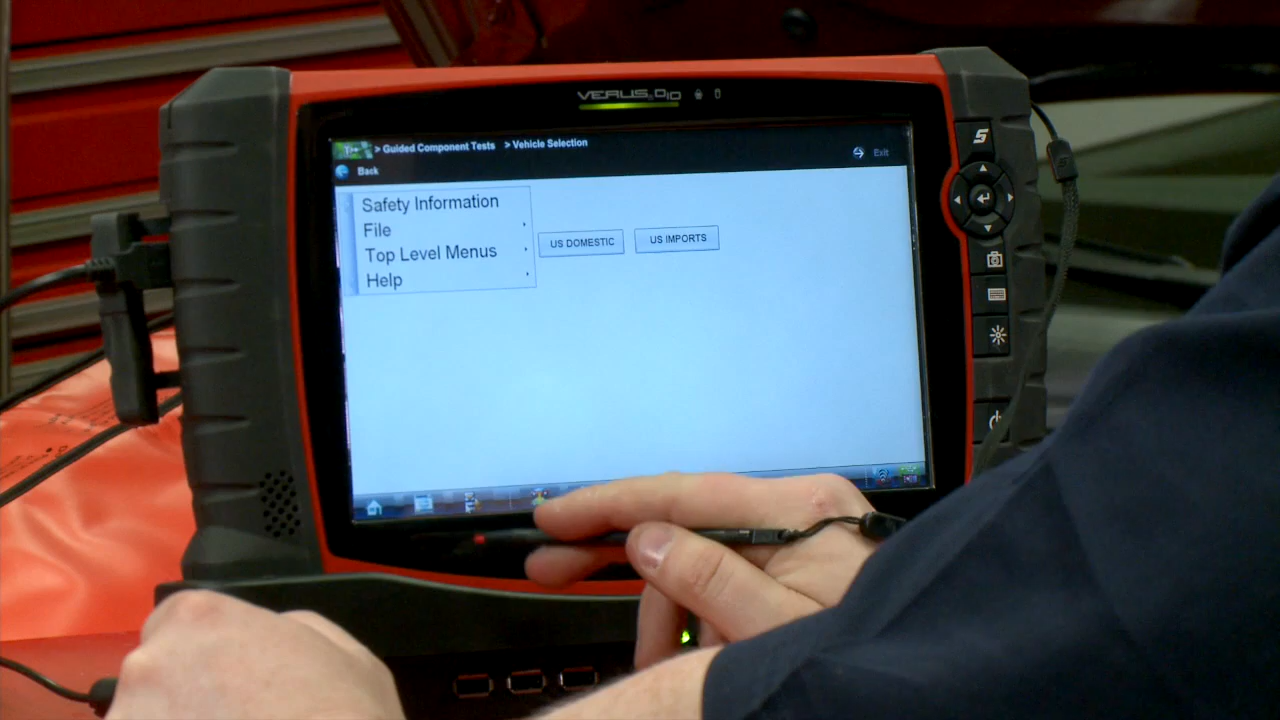 VERUS
> Guided Component Tests > Vehicle Selection
Back
Exit
Safety Information
File
Top Level Menus
Help
US DOMESTIC
US IMPORTS